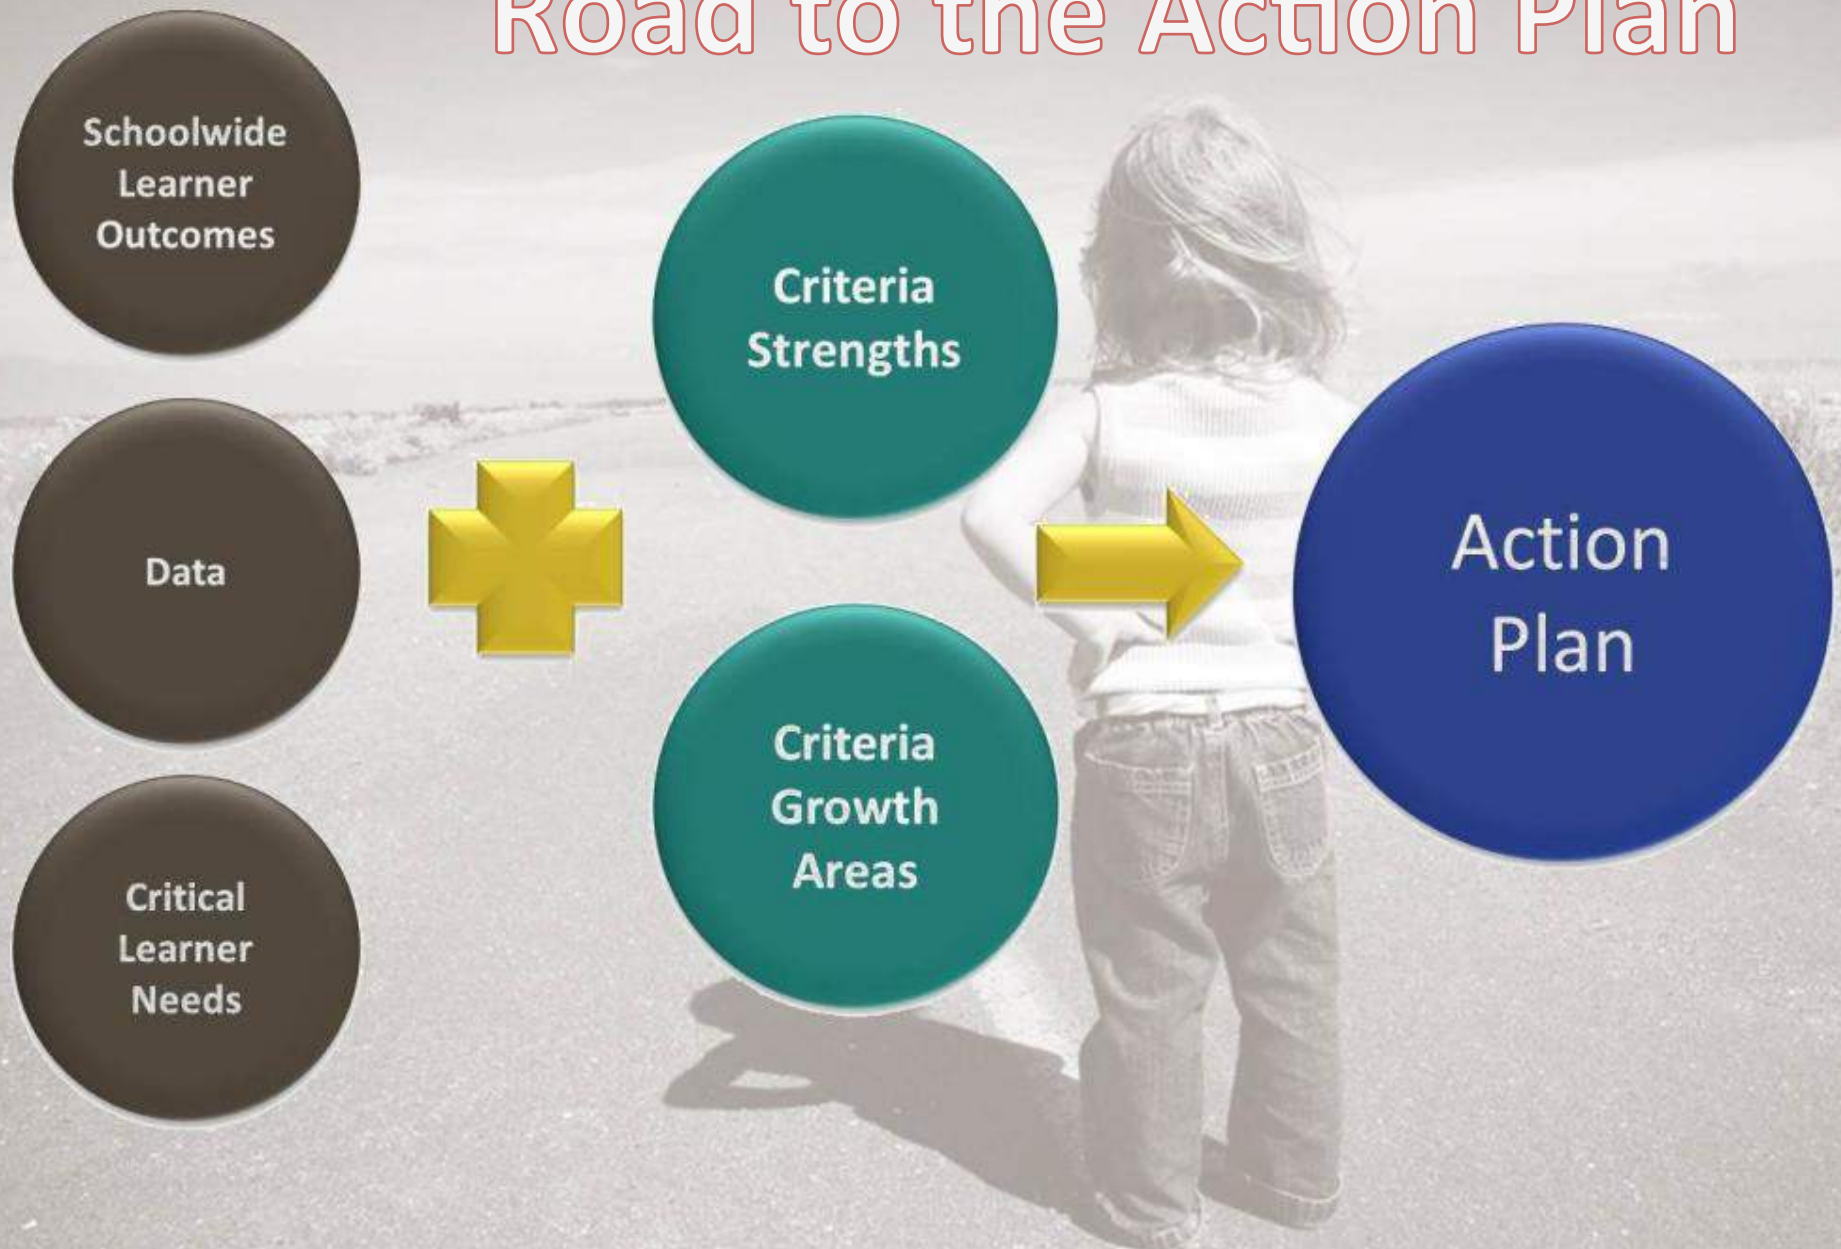 Road to the Action Plan
Schoolwide
Learner
Outcomes
Data
Critical
Learner
Needs
Criteria
Strengths
Criteria
Growth
Areas
Action
Plan